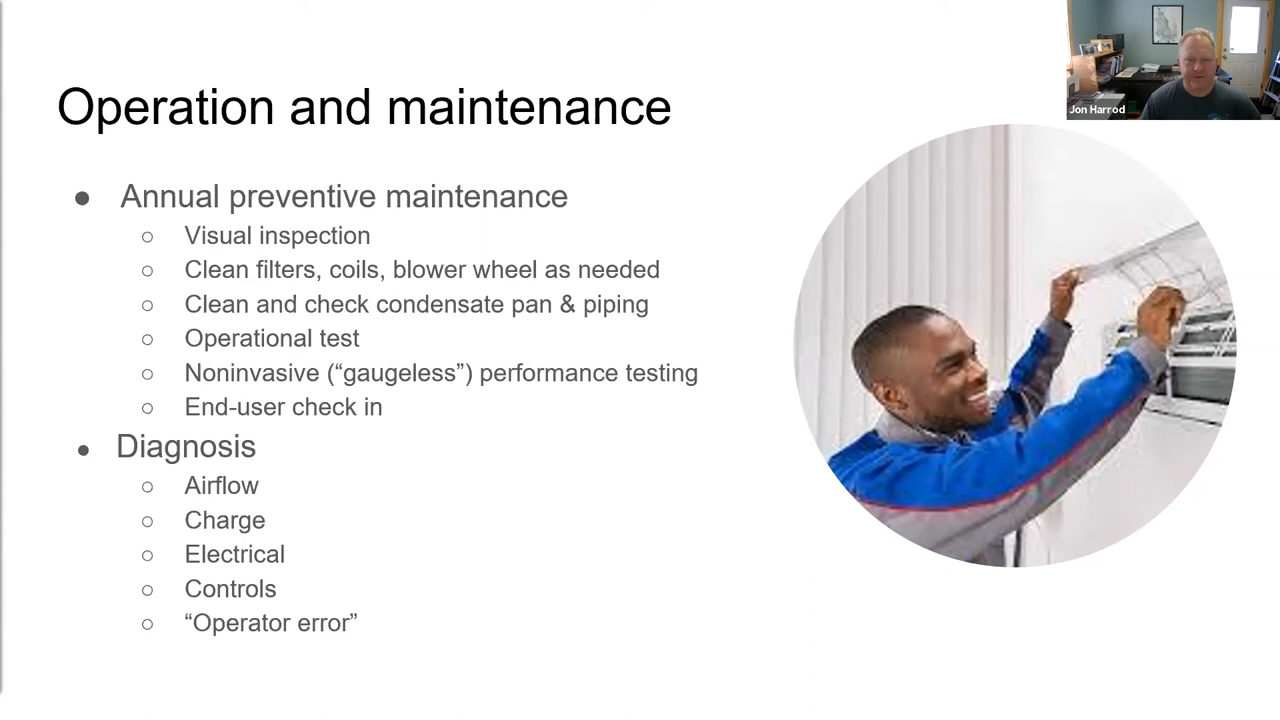 Jon Harrod
Operation and maintenance
● Annual preventive maintenance
○ Visual inspection
○ Clean filters, coils, blower wheel as needed
○ Clean and check condensate pan & piping
○ Operational test
○ Noninvasive (“gaugeless”) performance testing
○ End-user check in
● Diagnosis
○ Airflow
○ Charge
○ Electrical
○ Controls
○ “Operator error”